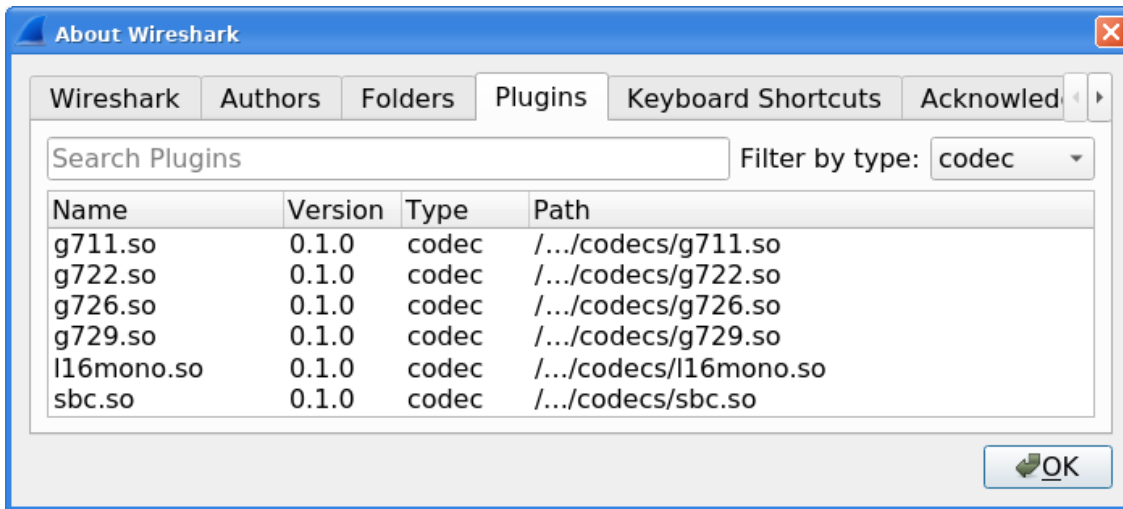 About Wireshark
Wireshark Authors Folders Plugins Keyboard Shortcuts Acknowled
Search Plugins Filter by type: codec
Name Version Type Path
g711.so 0.1.0 codec /.../codecs/g711.so
g722.so 0.1.0 codec /.../codecs/g722.so
g726.so 0.1.0 codec /.../codecs/g726.so
g729.so 0.1.0 codec /.../codecs/g729.so
l16mono.so 0.1.0 codec /.../codecs/l16mono.so
sbc.so 0.1.0 codec /.../codecs/sbc.so
OK